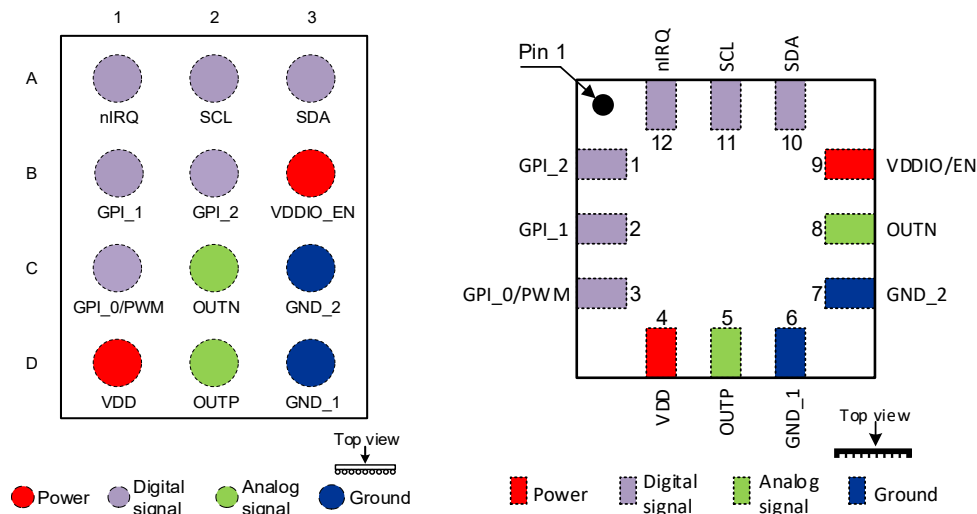 1 2 3
A
nIRQ SCL SDA
B
GPI_1 GPI_2 VDDIO_EN
C
GPI_0/PWM OUTN GND_2
D
VDD OUTP GND_1
Top view
Power Digital signal Analog signal Ground
Pin 1
nIRQ SCL SDA
12 11 10
GPI_2 1 9 VDDIO/EN
GPI_1 2 8 OUTN
GPI_0/PWM 3 7 GND_2
4 5 6
VDD OUTP GND_1
Top view
Power Digital signal Analog signal Ground